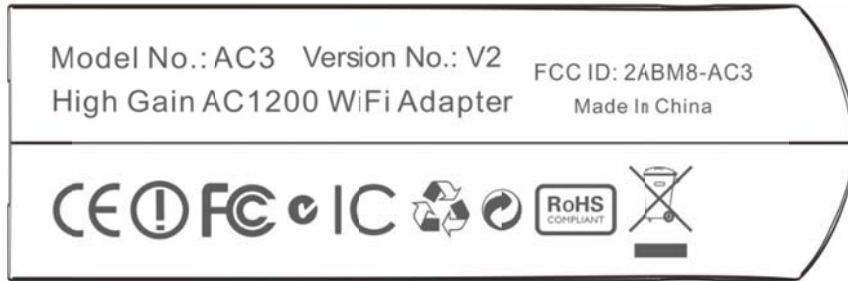 Model No.: AC3 Version No.: V2
High Gain AC1200 WiFi Adapter
FCC ID: 2ABM8-AC3
Made In China
CE FC IC
RoHS
COMPLIANT